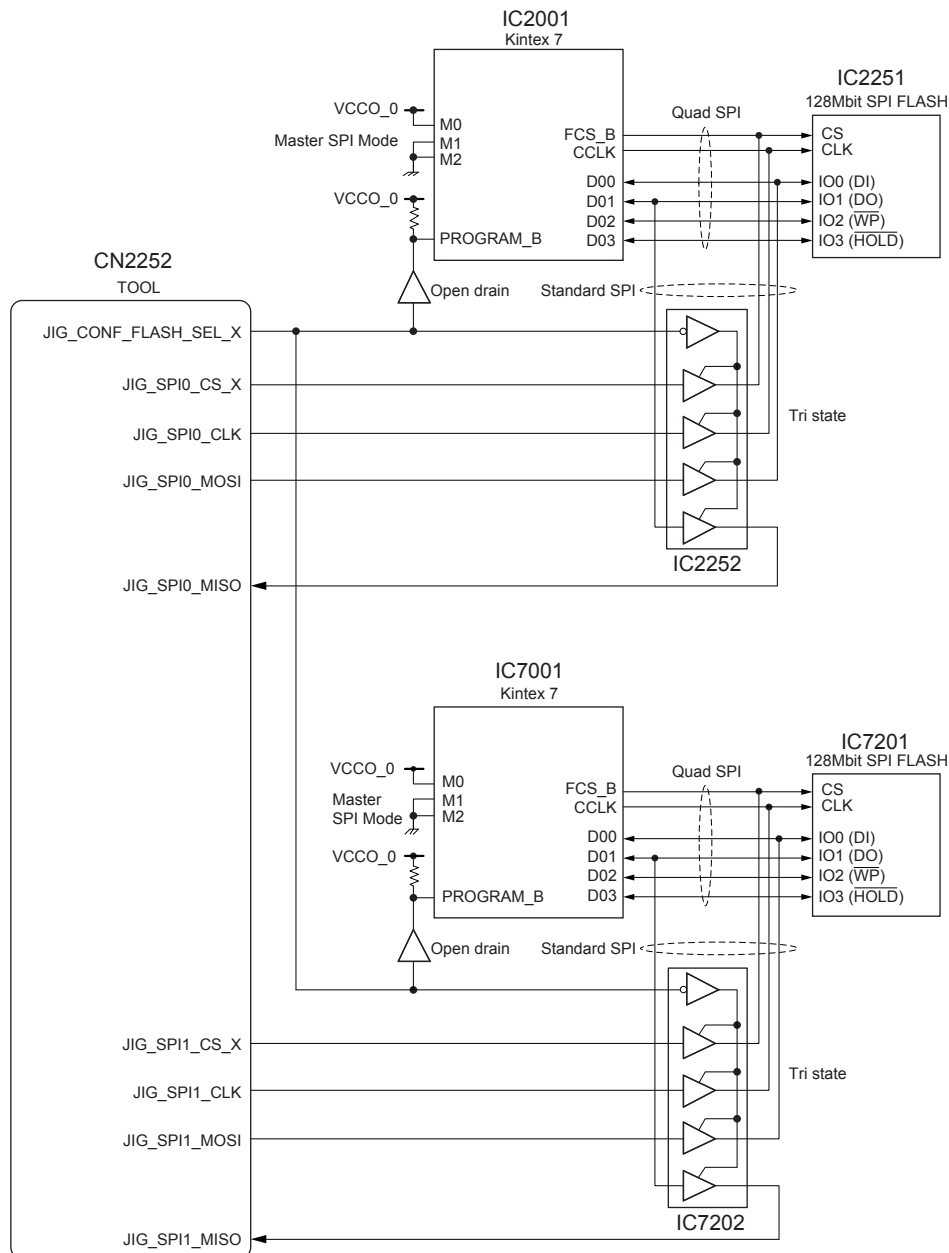 IC2001
Kintex 7
IC2251
128Mbit SPI FLASH
VCCO_0
M0
Master SPI Mode
M1
M2
VCCO_0
PROGRAM_B
Open drain
FCS_B
CCLK
D00
D01
D02
D03
Quad SPI
CS
CLK
IO0 (DI)
IO1 (DO)
IO2 (W̅P̅)
IO3 (H̅O̅L̅D̅)
Standard SPI
Tri state
IC2252
CN2252
TOOL
JIG_CONF_FLASH_SEL_X
JIG_SPI0_CS_X
JIG_SPI0_CLK
JIG_SPI0_MOSI
JIG_SPI0_MISO
IC7001
Kintex 7
IC7201
128Mbit SPI FLASH
VCCO_0
M0
Master
SPI Mode
M1
M2
VCCO_0
PROGRAM_B
Open drain
FCS_B
CCLK
D00
D01
D02
D03
Quad SPI
CS
CLK
IO0 (DI)
IO1 (DO)
IO2 (W̅P̅)
IO3 (H̅O̅L̅D̅)
Standard SPI
Tri state
IC7202
JIG_SPI1_CS_X
JIG_SPI1_CLK
JIG_SPI1_MOSI
JIG_SPI1_MISO